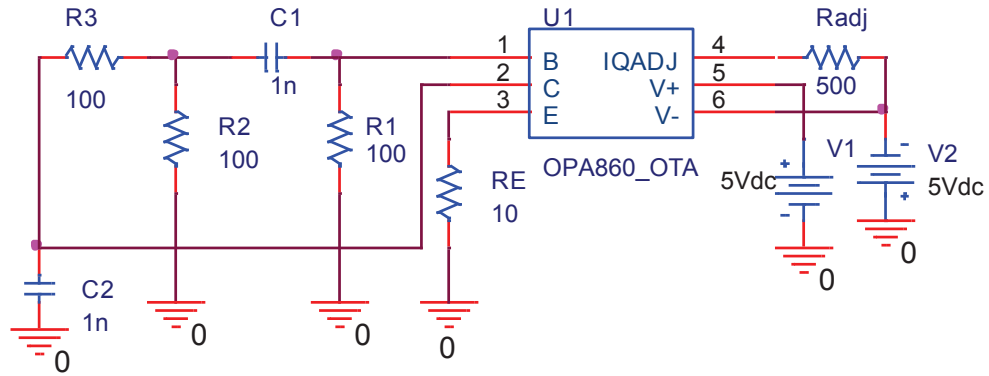 R3
100
C1
1n
R2
100
R1
100
U1
1
2
3
B
C
E
IQADJ
V+
V-
4
5
6
OPA860_OTA
RE
10
Radj
500
+
V1
5Vdc
-
-
V2
5Vdc
+
C2
1n
0
0
0
0
0
0